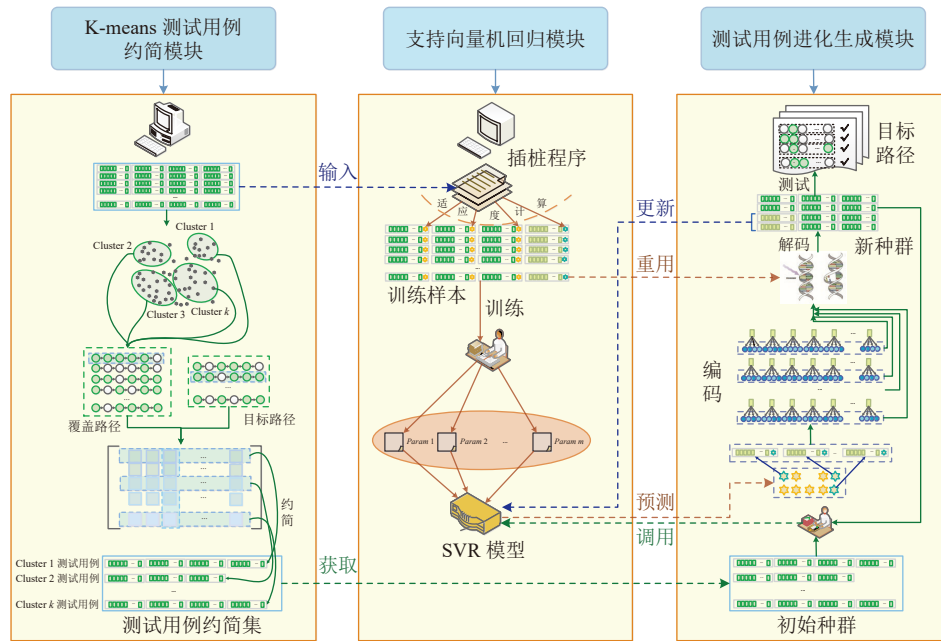 K-means 测试用例
约简模块
支持向量机回归模块
测试用例进化生成模块
输入
Cluster 1
Cluster 2
Cluster 3
Cluster k
...
覆盖路径
...
目标路径
...
...
...
约
简
Cluster 1 测试用例
Cluster 2 测试用例
...
Cluster k 测试用例
测试用例约简集
获取
插桩程序
适
应
度
计
算
...
训练样本
训练
Param 1
Param 2
...
Param m
SVR 模型
更新
重用
预测
调用
目标
路径
测试
解码
新种群
编
码
...
...
...
...
初始种群